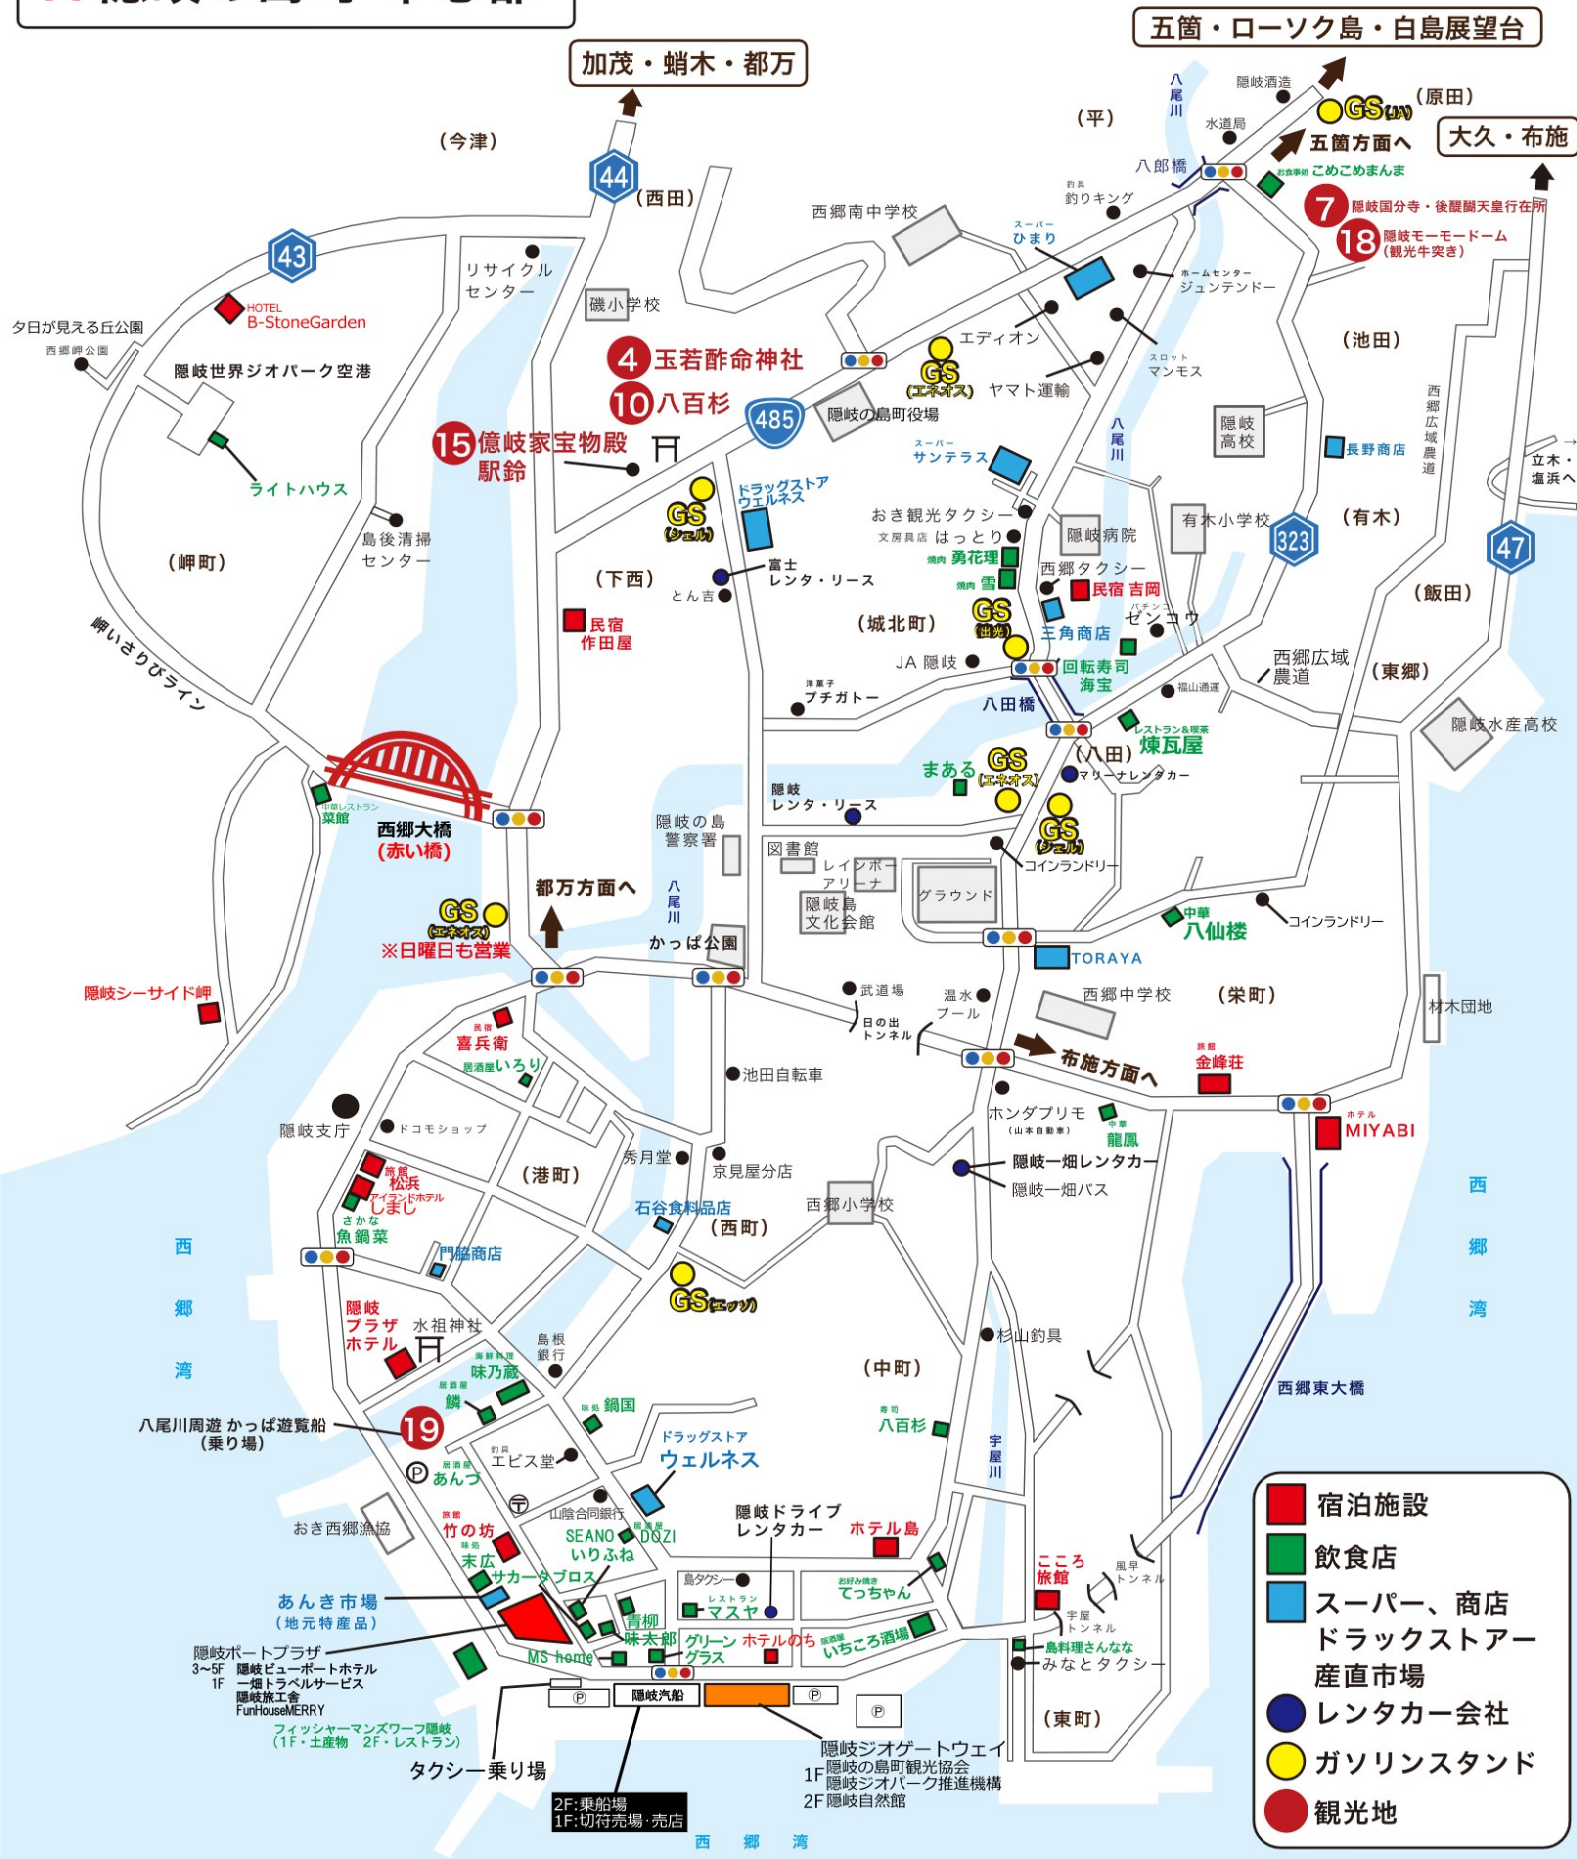 五箇・ローソク島・白島展望台
加茂・蛸木・都万
八尾川
隠岐酒造
GS(JA)
(原田)
(平)
水道局
五箇方面へ
大久・布施
(今津)
八郎橋
お食事処 こめこめまんま
44
(西田)
釣具
釣りキング
7 隠岐国分寺・後醍醐天皇行在所
西郷南中学校
スーパー
ひまり
18 隠岐モーモードーム
(観光牛突き)
43
リサイクル
センター
ホームセンター
ジュンテンドー
HOTEL
B-StoneGarden
磯小学校
夕日が見える丘公園
西郷岬公園
エディオン
(池田)
4 玉若酢命神社
隠岐世界ジオパーク空港
GS
(エネオス)
スロット
マンモス
ヤマト運輸
10 八百杉
485
隠岐の島町役場
西郷広域農道
15 億岐家宝物殿
駅鈴
八尾川
隠岐
高校
長野商店
スーパー
サンテラス
→
立木・
塩浜へ
ライトハウス
ドラッグストア
ウェルネス
GS
(シェル)
おき観光タクシー
文房具店 はっとり
隠岐病院
有木小学校
(有木)
323
47
島後清掃
センター
焼肉 勇花理
(岬町)
(下西)
富士
レンタ・リース
とん吉
焼肉 雪
西郷タクシー
民宿 吉岡
(飯田)
GS
(出光)
パチンコ
ゼンコウ
岬いさりびライン
民宿
作田屋
(城北町)
三角商店
JA 隠岐
回転寿司
海宝
西郷広域
農道
(東郷)
洋菓子
プチガトー
八田橋
福山通運
レストラン&喫茶
煉瓦屋
隠岐水産高校
(八田)
GS
(エネオス)
まある
マリーナレンタカー
隠岐
レンタ・リース
中華レストラン
菜館
西郷大橋
(赤い橋)
隠岐の島
警察署
GS
(シェル)
図書館
レインボー
アリーナ
コインランドリー
都万方面へ
八尾川
グラウンド
隠岐島
文化会館
GS
(エネオス)
※日曜日も営業
中華
八仙楼
コインランドリー
かっぱ公園
TORAYA
隠岐シーサイド岬
武道場
温水
プール
西郷中学校
(栄町)
材木団地
民宿
喜兵衛
日の出
トンネル
居酒屋いろり
布施方面へ
旅館
金峰荘
池田自転車
隠岐支庁
ドコモショップ
ホンダプリモ
(山本自動車)
中華
龍鳳
ホテル
MIYABI
秀月堂
京見屋分店
隠岐一畑レンタカー
隠岐一畑バス
旅館
松浜
アイランドホテル
しまじ
(港町)
石谷食料品店
西郷小学校
さかな
魚鍋菜
(西町)
西郷湾
西郷湾
門脇商店
GS(エッソ)
隠岐
プラザ
ホテル
水祖神社
島根
銀行
杉山釣具
海鮮料理
味乃蔵
(中町)
居酒屋
鱗
西郷東大橋
味処 鍋国
八尾川周遊 かっぱ遊覧船
(乗り場)
19
寿司
八百杉
ドラッグストア
ウェルネス
宇屋川
釣具
エビス堂
P
居酒屋
あんづ
〒
おき西郷漁協
山陰合同銀行
隠岐ドライブ
レンタカー
ホテル島
旅館
竹の坊
SEANO
居酒屋
DOZI
味処
末広
いりふね
サカータブロス
島タクシー
お好み焼き
てっちゃん
こころ
旅館
風早
トンネル
あんき市場
(地元特産品)
レストラン
マスヤ
青柳
味太郎
宇屋
トンネル
グリーン
グラス
ホテルのち
居酒屋
いちころ酒場
島料理さんなな
みなとタクシー
隠岐ポートプラザ
MS home
3〜5F 隠岐ビューポートホテル
1F 一畑トラベルサービス
隠岐旅工舎
FunHouseMERRY
P
隠岐汽船
P
P
フィッシャーマンズワーフ隠岐
(1F・土産物 2F・レストラン)
(東町)
タクシー乗り場
隠岐ジオゲートウェイ
1F 隠岐の島町観光協会
隠岐ジオパーク推進機構
2F 隠岐自然館
2F:乗船場
1F:切符売場・売店
西郷湾
宿泊施設
飲食店
スーパー、商店
ドラックストアー
産直市場
レンタカー会社
ガソリンスタンド
観光地